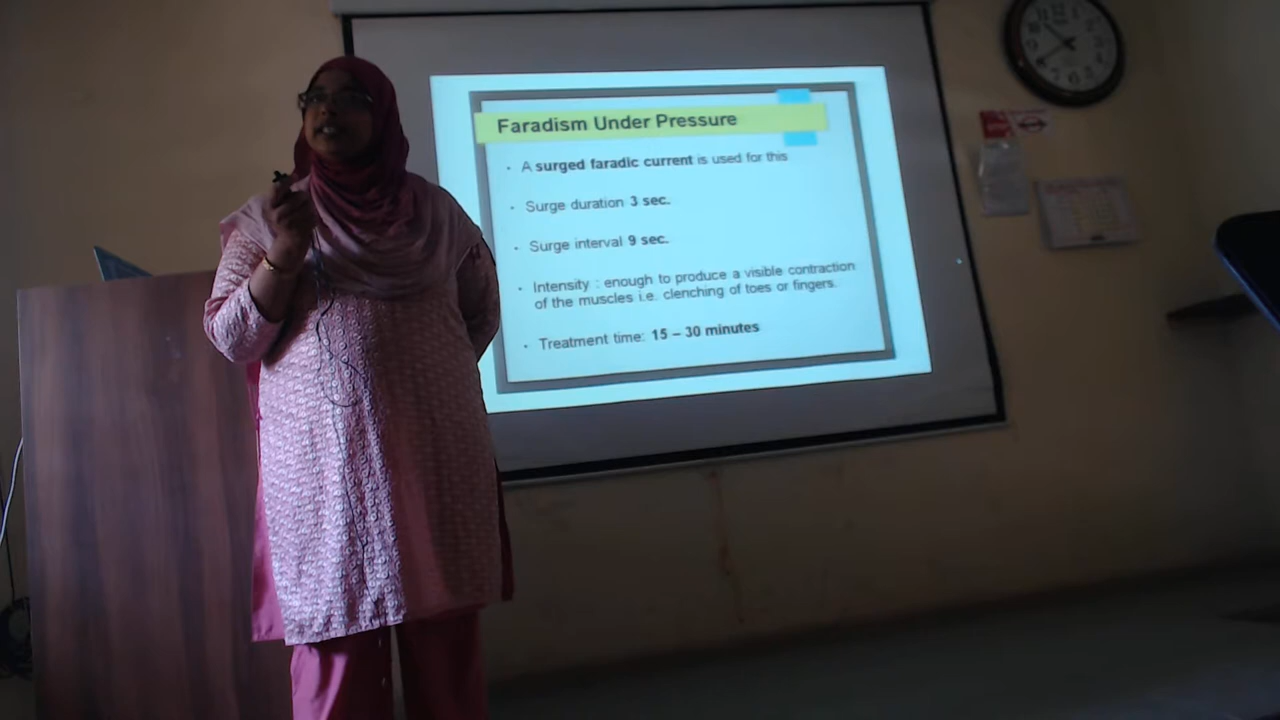 Faradism Under Pressure
• A surged faradic current is used for this
• Surge duration 3 sec.
• Surge interval 9 sec.
• Intensity : enough to produce a visible contraction
of the muscles i.e. clenching of toes or fingers.
• Treatment time: 15 – 30 minutes